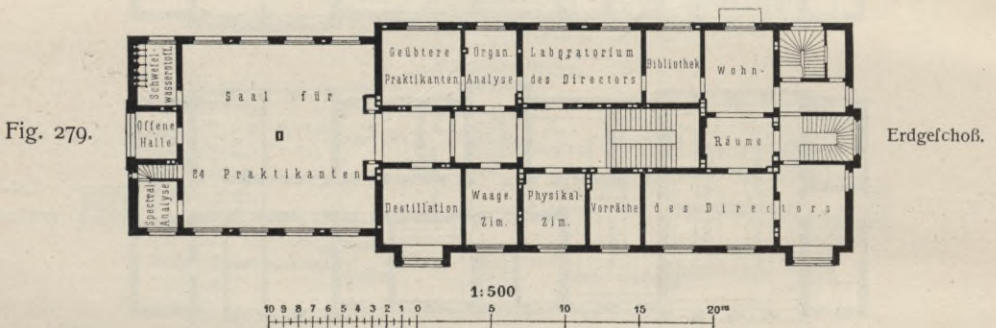 Fig. 279.
Schwefel-
wasserstoff.
Offene
Halle
Spectral
Analyse
Saal für
24 Praktikanten
Geübtere
Praktikanten
Organ.
Analyse
Laboratorium
des Directors
Bibliothek
Wohn-
Räume
des Directors
Destillation
Waage.
Zim.
Physikal-
Zim.
Vorräthe
Erdgeſchoß.
1:500
10 9 8 7 6 5 4 3 2 1 0 5 10 15 20m